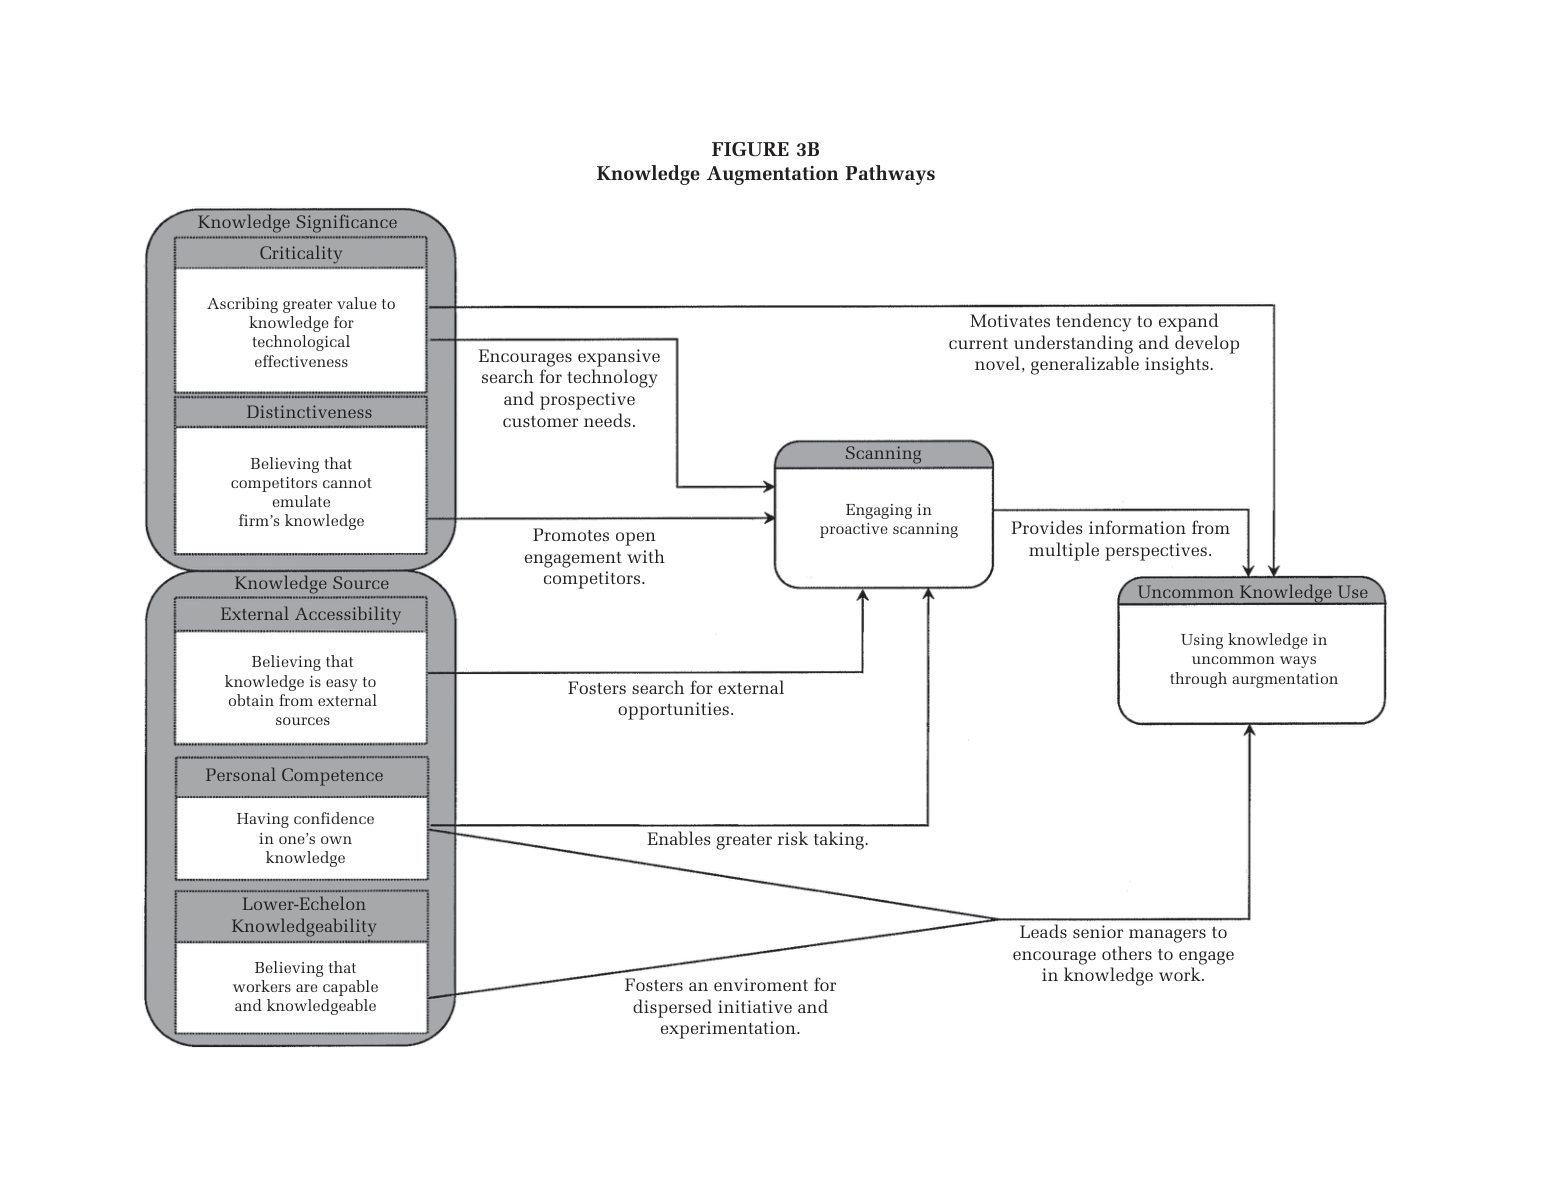 FIGURE 3B
Knowledge Augmentation Pathways
Knowledge Significance
Criticality
Ascribing greater value to
knowledge for
technological
effectiveness
Distinctiveness
Believing that
competitors cannot
emulate
firm's knowledge
Knowledge Source
External Accessibility
Believing that
knowledge is easy to
obtain from external
sources
Personal Competence
Having confidence
in one's own
knowledge
Lower-Echelon
Knowledgeability
Believing that
workers are capable
and knowledgeable
Motivates tendency to expand
current understanding and develop
novel, generalizable insights.
Encourages expansive
search for technology
and prospective
customer needs.
Promotes open
engagement with
competitors.
Scanning
Engaging in
proactive scanning
Provides information from
multiple perspectives.
Uncommon Knowledge Use
Using knowledge in
uncommon ways
through aurgmentation
Fosters search for external
opportunities.
Enables greater risk taking.
Leads senior managers to
encourage others to engage
in knowledge work.
Fosters an enviroment for
dispersed initiative and
experimentation.